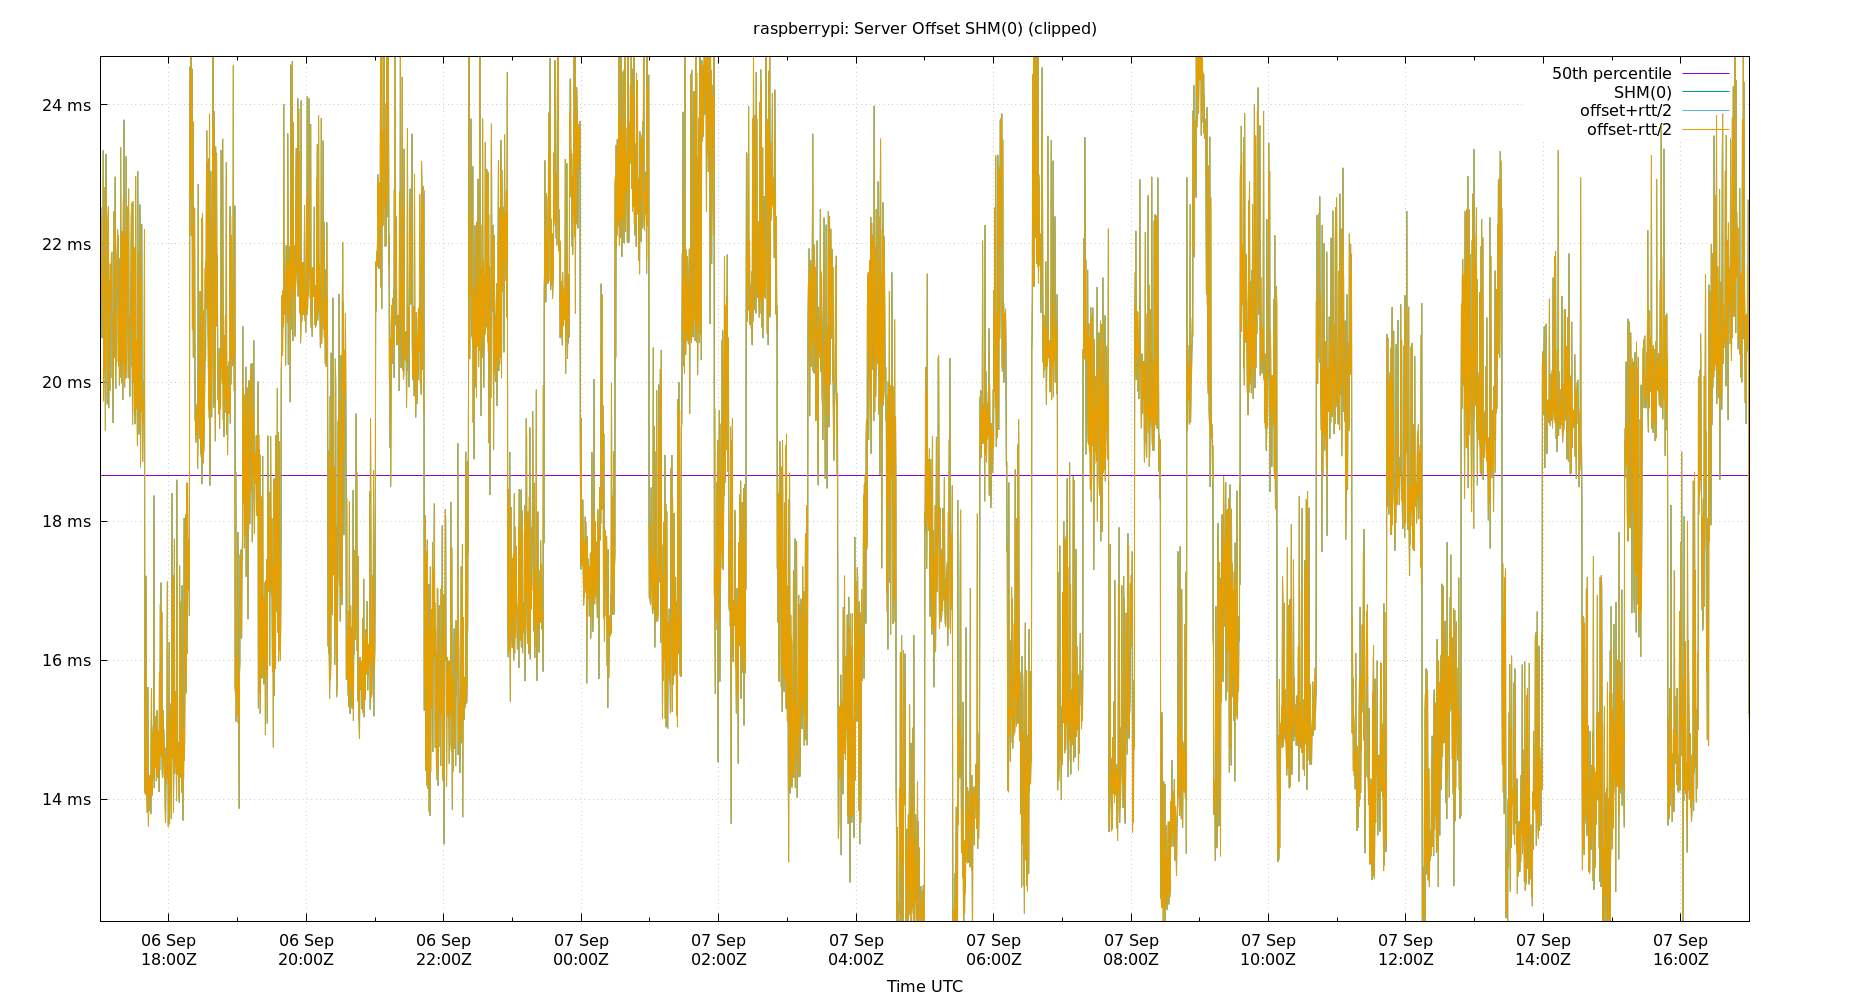 raspberrypi: Server Offset SHM(0) (clipped)
50th percentile
SHM(0)
offset+rtt/2
offset-rtt/2
24 ms
22 ms
20 ms
18 ms
16 ms
14 ms
06 Sep 06 Sep 06 Sep 07 Sep 07 Sep 07 Sep 07 Sep 07 Sep 07 Sep 07 Sep 07 Sep 07 Sep
18:00Z 20:00Z 22:00Z 00:00Z 02:00Z 04:00Z 06:00Z 08:00Z 10:00Z 12:00Z 14:00Z 16:00Z
Time UTC